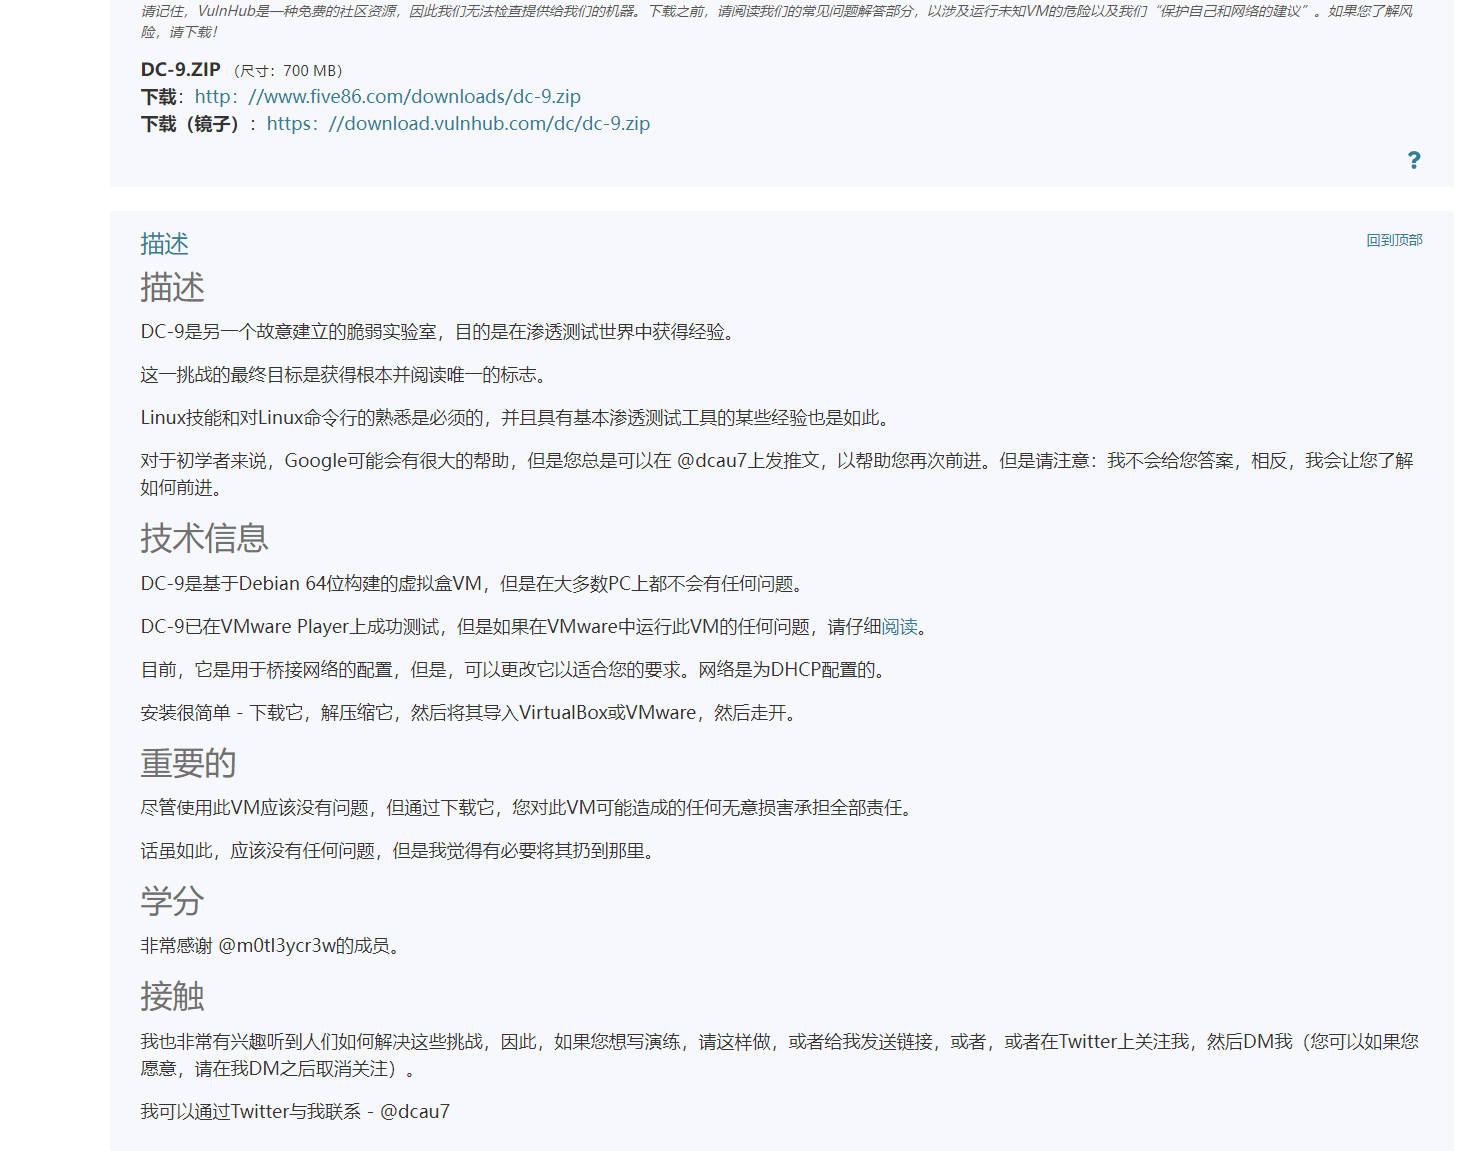 请记住，VulnHub是一种免费的社区资源，因此我们无法检查提供给我们的机器。下载之前，请阅读我们的常见问题解答部分，以涉及运行未知VM的危险以及我们“保护自己和网络的建议”。如果您了解风
险，请下载！
DC-9.ZIP （尺寸：700 MB）
下载：http：//www.five86.com/downloads/dc-9.zip
下载（镜子）：https：//download.vulnhub.com/dc/dc-9.zip
?
描述 回到顶部
描述
DC-9是另一个故意建立的脆弱实验室，目的是在渗透测试世界中获得经验。
这一挑战的最终目标是获得根本并阅读唯一的标志。
Linux技能和对Linux命令行的熟悉是必须的，并且具有基本渗透测试工具的某些经验也是如此。
对于初学者来说，Google可能会有很大的帮助，但是您总是可以在 @dcau7上发推文，以帮助您再次前进。但是请注意：我不会给您答案，相反，我会让您了解
如何前进。
技术信息
DC-9是基于Debian 64位构建的虚拟盒VM，但是在大多数PC上都不会有任何问题。
DC-9已在VMware Player上成功测试，但是如果在VMware中运行此VM的任何问题，请仔细阅读。
目前，它是用于桥接网络的配置，但是，可以更改它以适合您的要求。网络是为DHCP配置的。
安装很简单 - 下载它，解压缩它，然后将其导入VirtualBox或VMware，然后走开。
重要的
尽管使用此VM应该没有问题，但通过下载它，您对此VM可能造成的任何无意损害承担全部责任。
话虽如此，应该没有任何问题，但是我觉得有必要将其扔到那里。
学分
非常感谢 @m0tl3ycr3w的成员。
接触
我也非常有兴趣听到人们如何解决这些挑战，因此，如果您想写演练，请这样做，或者给我发送链接，或者，或者在Twitter上关注我，然后DM我（您可以如果您
愿意，请在我DM之后取消关注）。
我可以通过Twitter与我联系 - @dcau7